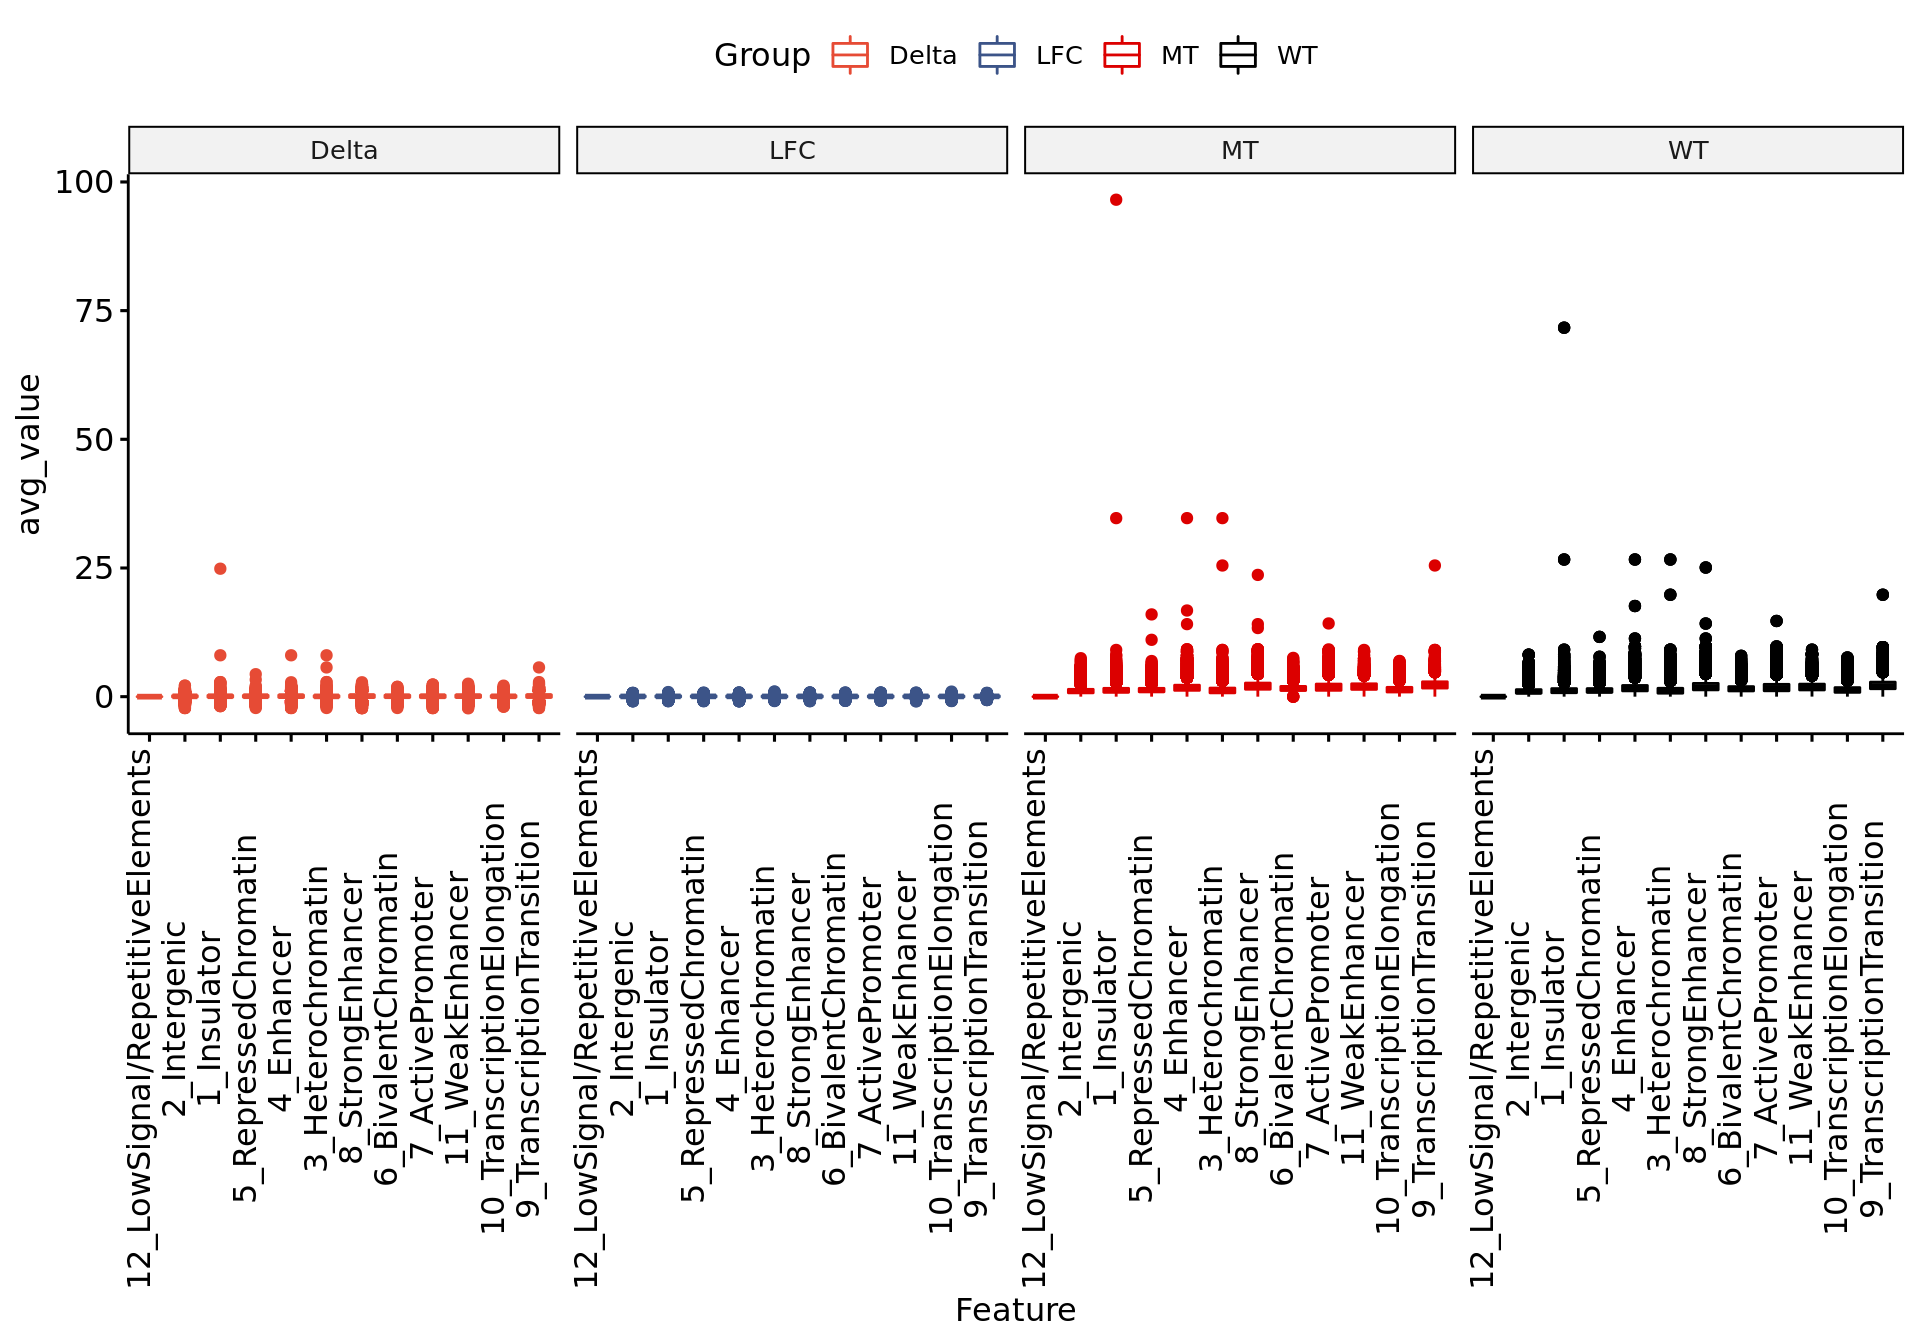 Group Delta LFC MT WT
Delta LFC MT WT
100
75
50
25
0
avg_value
12_LowSignal/RepetitiveElements
2_Intergenic
1_Insulator
5_RepressedChromatin
4_Enhancer
3_Heterochromatin
8_StrongEnhancer
6_BivalentChromatin
7_ActivePromoter
11_WeakEnhancer
10_TranscriptionElongation
9_TranscriptionTransition
12_LowSignal/RepetitiveElements
2_Intergenic
1_Insulator
5_RepressedChromatin
4_Enhancer
3_Heterochromatin
8_StrongEnhancer
6_BivalentChromatin
7_ActivePromoter
11_WeakEnhancer
10_TranscriptionElongation
9_TranscriptionTransition
12_LowSignal/RepetitiveElements
2_Intergenic
1_Insulator
5_RepressedChromatin
4_Enhancer
3_Heterochromatin
8_StrongEnhancer
6_BivalentChromatin
7_ActivePromoter
11_WeakEnhancer
10_TranscriptionElongation
9_TranscriptionTransition
12_LowSignal/RepetitiveElements
2_Intergenic
1_Insulator
5_RepressedChromatin
4_Enhancer
3_Heterochromatin
8_StrongEnhancer
6_BivalentChromatin
7_ActivePromoter
11_WeakEnhancer
10_TranscriptionElongation
9_TranscriptionTransition
Feature